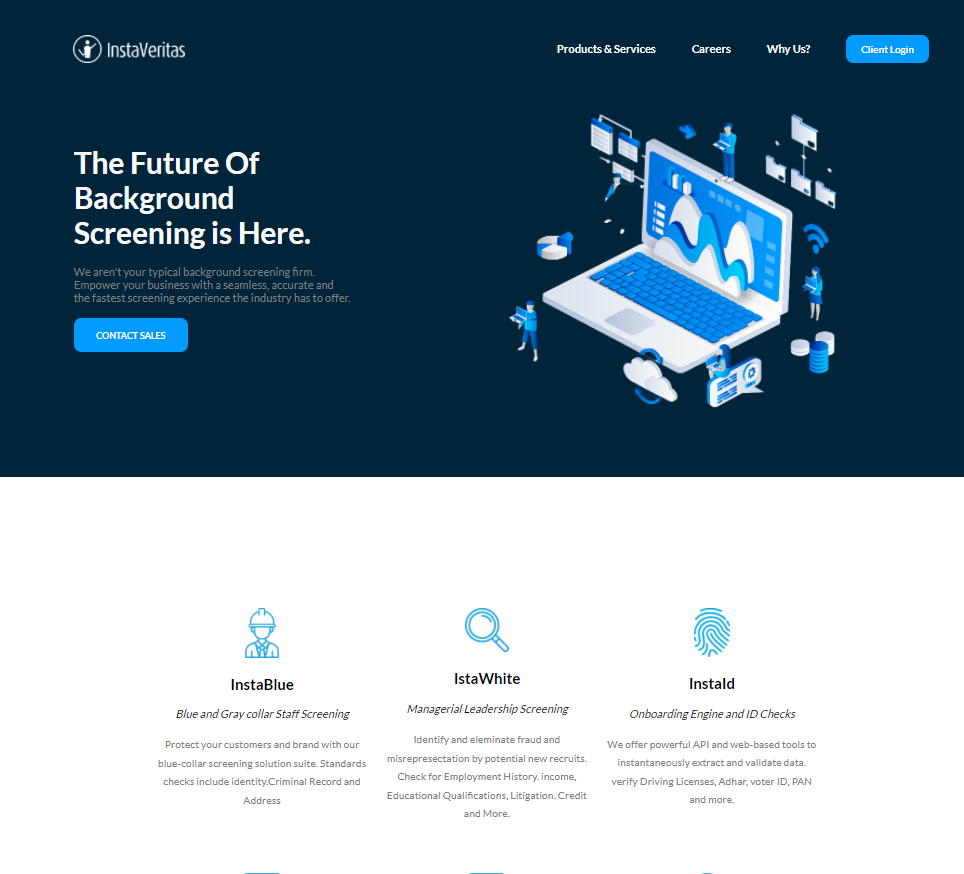 InstaVeritas
Products & Services
Careers
Why Us?
Client Login
The Future Of
Background
Screening is Here.
We aren't your typical background screening firm.
Empower your business with a seamless, accurate and
the fastest screening experience the industry has to offer.
CONTACT SALES
InstaBlue
Blue and Gray collar Staff Screening
Protect your customers and brand with our
blue-collar screening solution suite. Standards
checks include identity.Criminal Record and
Address
IstaWhite
Managerial Leadership Screening
Identify and eleminate fraud and
misrepresectation by potential new recruits.
Check for Employment History. income,
Educational Qualifications, Litigation. Credit
and More.
InstaId
Onboarding Engine and ID Checks
We offer powerful API and web-based tools to
instantaneously extract and valldate data.
verify Driving Licenses, Adhar, voter ID, PAN
and more.